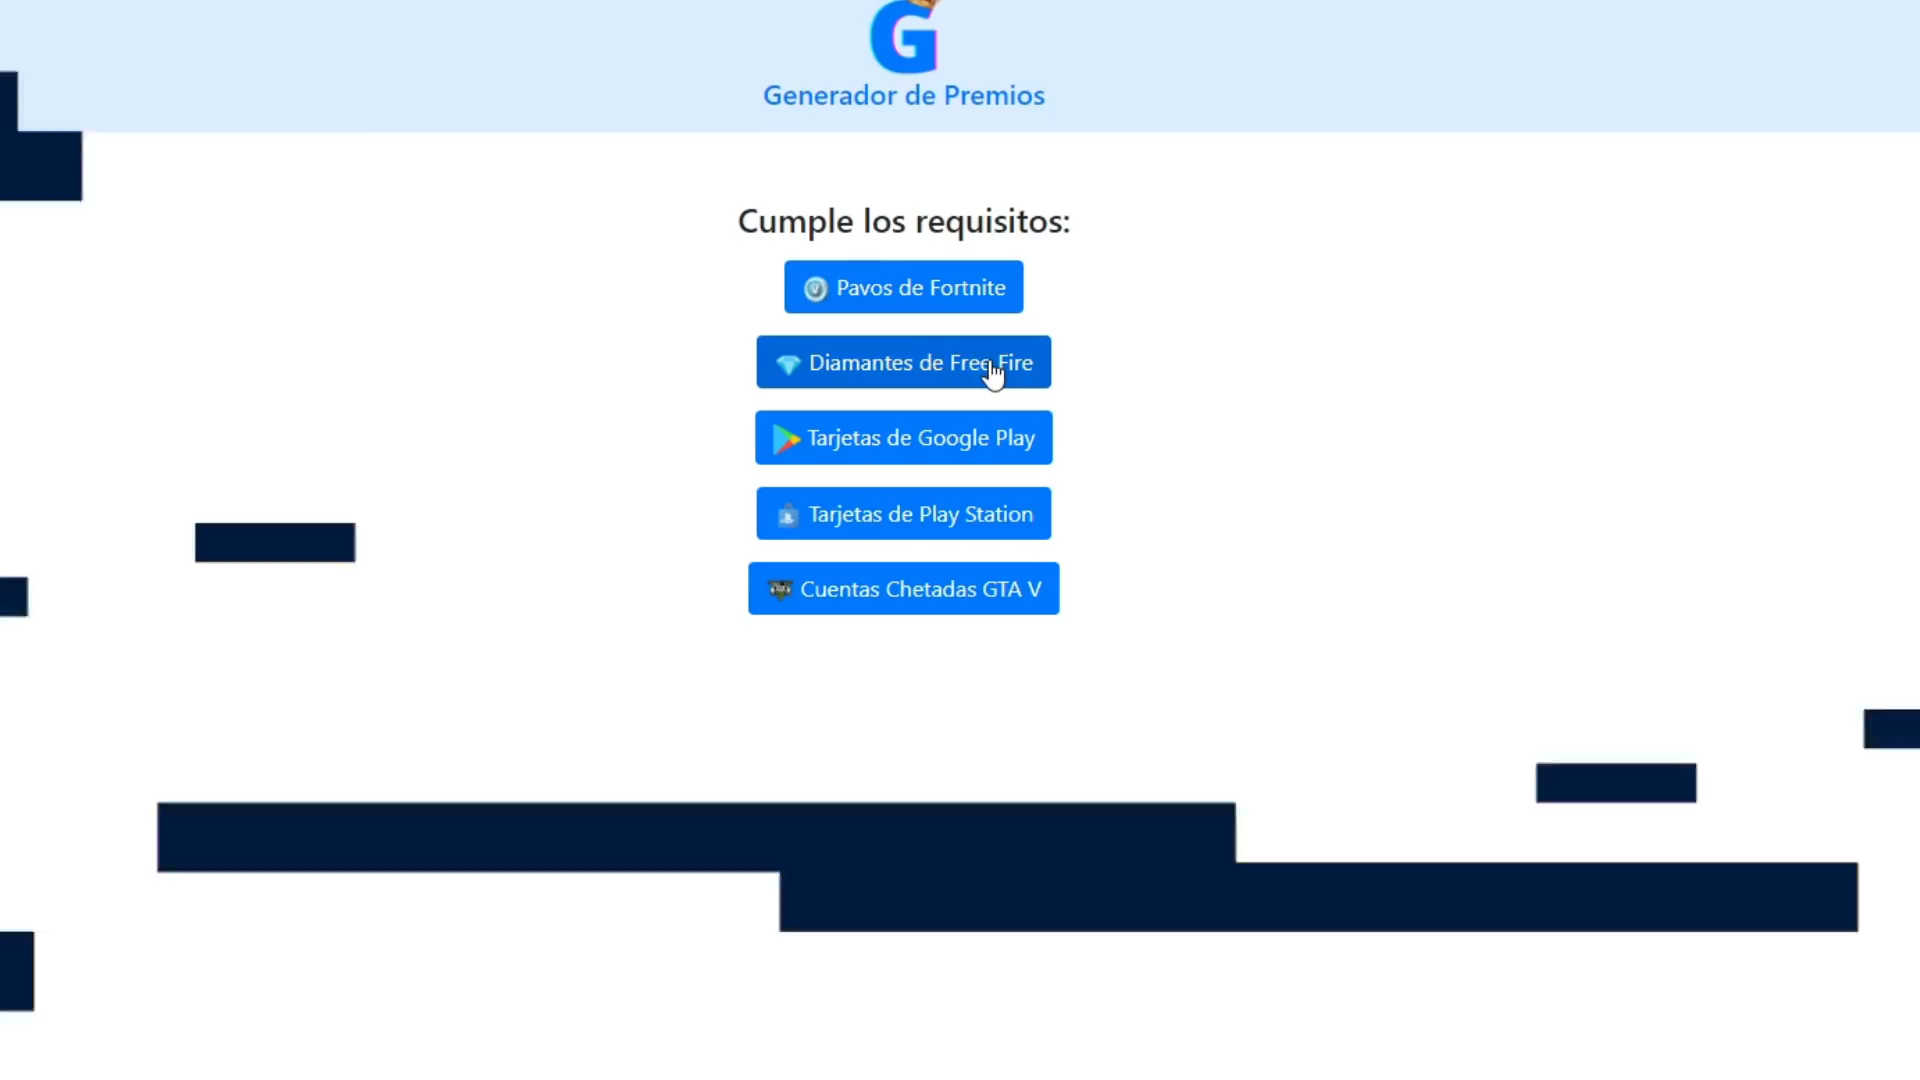 G
Generador de Premios
Cumple los requisitos:
Pavos de Fortnite
Diamantes de Free Fire
Tarjetas de Google Play
Tarjetas de Play Station
Cuentas Chetadas GTA V